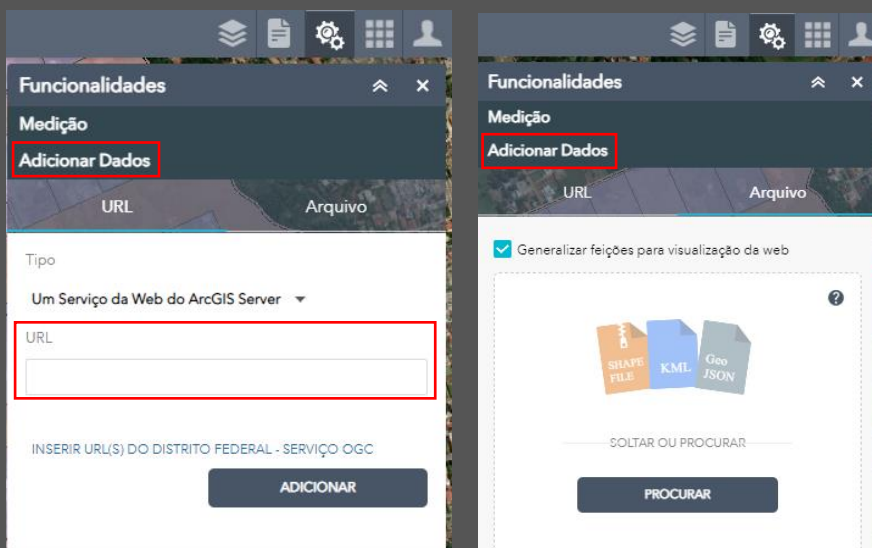 Funcionalidades
Medição
Adicionar Dados
URL
Arquivo
Tipo
Um Serviço da Web do ArcGIS Server
URL
INSERIR URL(S) DO DISTRITO FEDERAL - SERVIÇO OGC
ADICIONAR
Funcionalidades
Medição
Adicionar Dados
URL
Arquivo
Generalizar feições para visualização da web
?
SHAPE
FILE
KML
Geo
JSON
SOLTAR OU PROCURAR
PROCURAR